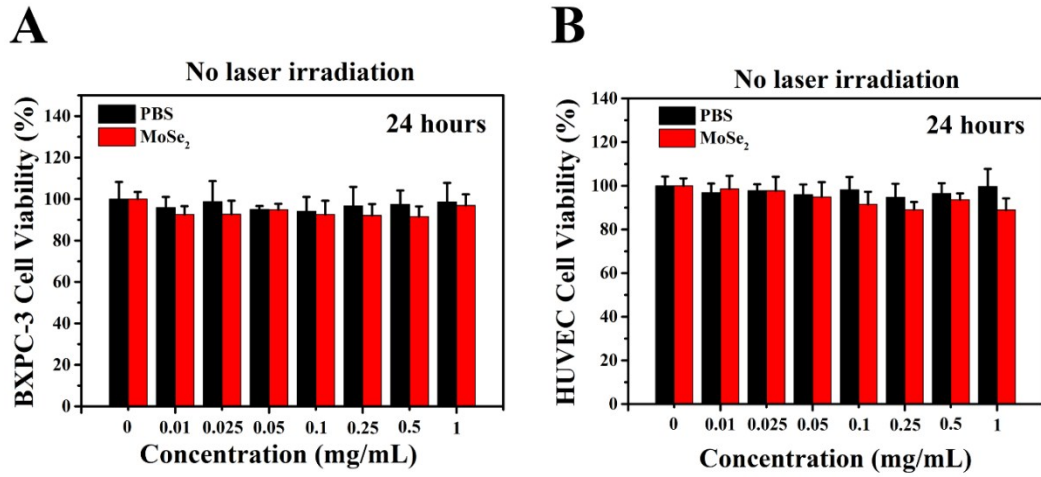 A
No laser irradiation
PBS
MoSe₂
24 hours
BXPC-3 Cell Viability (%)
140
120
100
80
60
40
20
0
0 0.01 0.025 0.05 0.1 0.25 0.5 1
Concentration (mg/mL)
B
No laser irradiation
PBS
MoSe₂
24 hours
HUVEC Cell Viability (%)
140
120
100
80
60
40
20
0
0 0.01 0.025 0.05 0.1 0.25 0.5 1
Concentration (mg/mL)